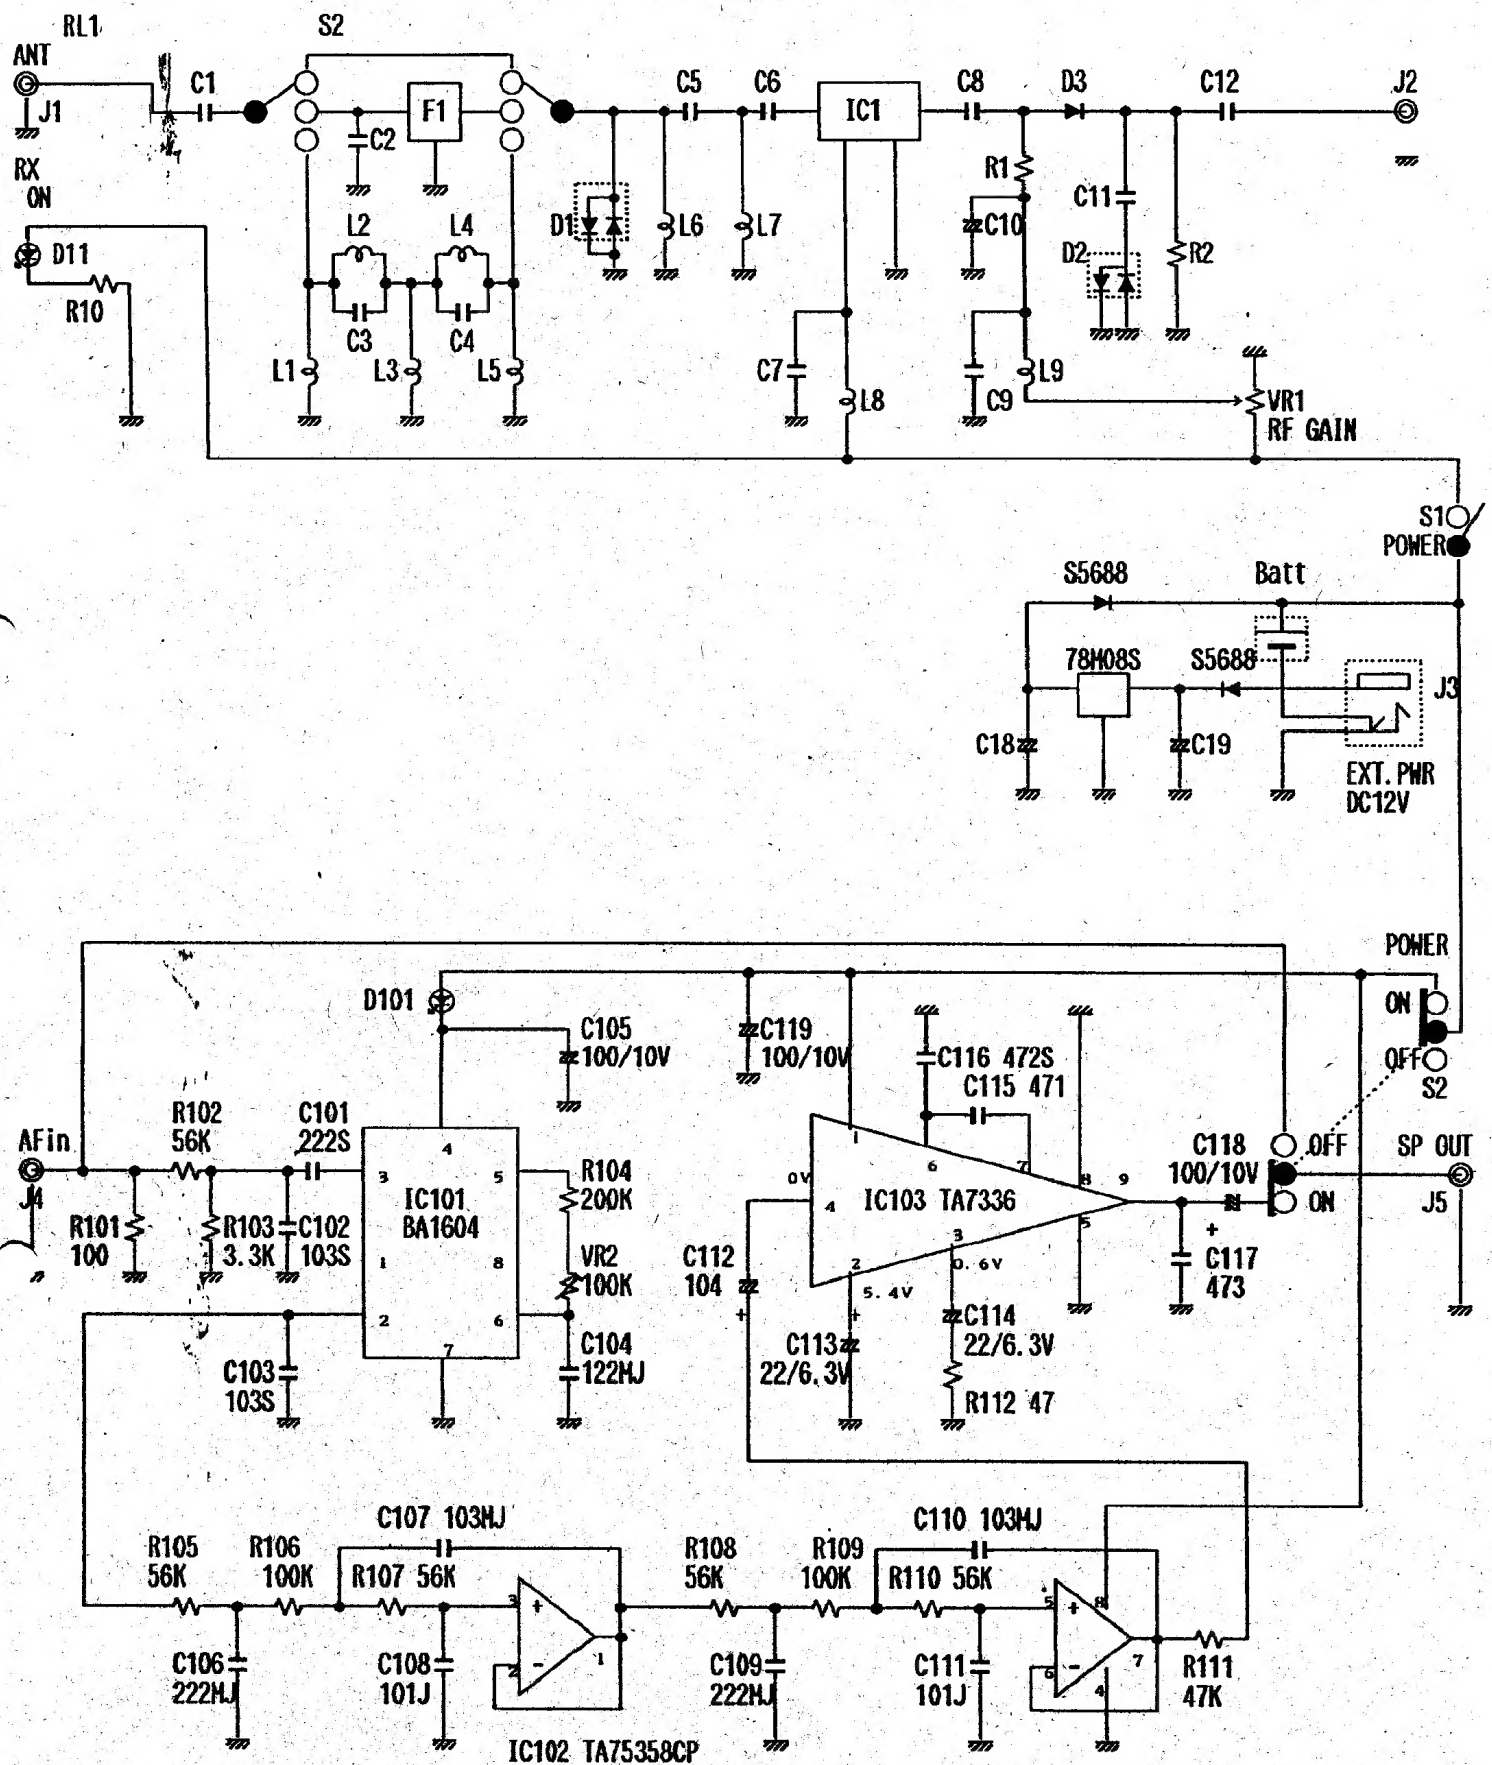 RL1
S2
ANT
J1
C1
F1
C2
C5
C6
IC1
C8
D3
C12
J2
RX
ON
D11
R10
L2
L4
C3
C4
L1
L3
L5
D1
L6
L7
R1
C10
C11
D2
R2
C7
L8
C9
L9
VR1
RF GAIN
S1
POWER
S5688
Batt
78M08S
S5688
J3
C18
C19
EXT.PWR
DC12V
POWER
ON
OFF
S2
D101
C105
100/10V
C119
100/10V
C116 472S
C115 471
AFin
J4
R102
56K
C101
222S
R101
100
R103
3.3K
C102
103S
4
3
5
IC101
BA1604
1
8
2
6
7
R104
200K
VR2
100K
C104
122MJ
C103
103S
1
6
7
8
9
0V
4
IC103 TA7336
2
3
5
5.4V
0.6V
C112
104
+
+
C113
22/6.3V
C114
22/6.3V
R112 47
C118
100/10V
+
OFF
ON
SP OUT
J5
C117
473
C107 103MJ
R105
56K
R106
100K
R107 56K
C106
222MJ
C108
101J
3
+
2
-
1
IC102 TA75358CP
C110 103MJ
R108
56K
R109
100K
R110 56K
C109
222MJ
C111
101J
5
+
8
6
-
7
4
R111
47K